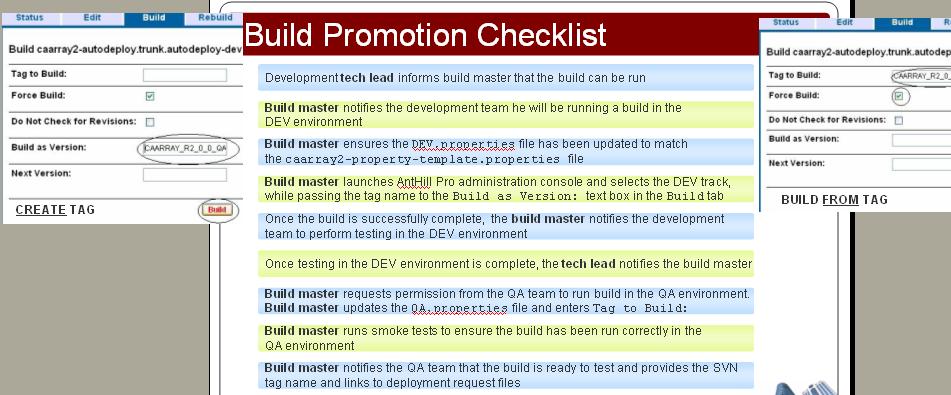 Status Edit Build Rebuild
Build caarray2-autodeploy.trunk.autodeploy-dev
Tag to Build:
Force Build:
Do Not Check for Revisions:
Build as Version: CAARRAY_R2_0_0_QA
Next Version:
CREATE TAG Build
Build Promotion Checklist
Development tech lead informs build master that the build can be run
Build master notifies the development team he will be running a build in the
DEV environment
Build master ensures the DEV.properties file has been updated to match
the caarray2-property-template.properties file
Build master launches AntHill Pro administration console and selects the DEV track,
while passing the tag name to the Build as Version: text box in the Build tab
Once the build is successfully complete, the build master notifies the development
team to perform testing in the DEV environment
Once testing in the DEV environment is complete, the tech lead notifies the build master
Build master requests permission from the QA team to run build in the QA environment.
Build master updates the QA.properties file and enters Tag to Build:
Build master runs smoke tests to ensure the build has been run correctly in the
QA environment
Build master notifies the QA team that the build is ready to test and provides the SVN
tag name and links to deployment request files
Status Edit Build Rebuild
Build caarray2-autodeploy.trunk.autodep
Tag to Build: CAARRAY_R2_0_
Force Build:
Do Not Check for Revisions:
Build as Version:
Next Version:
BUILD FROM TAG